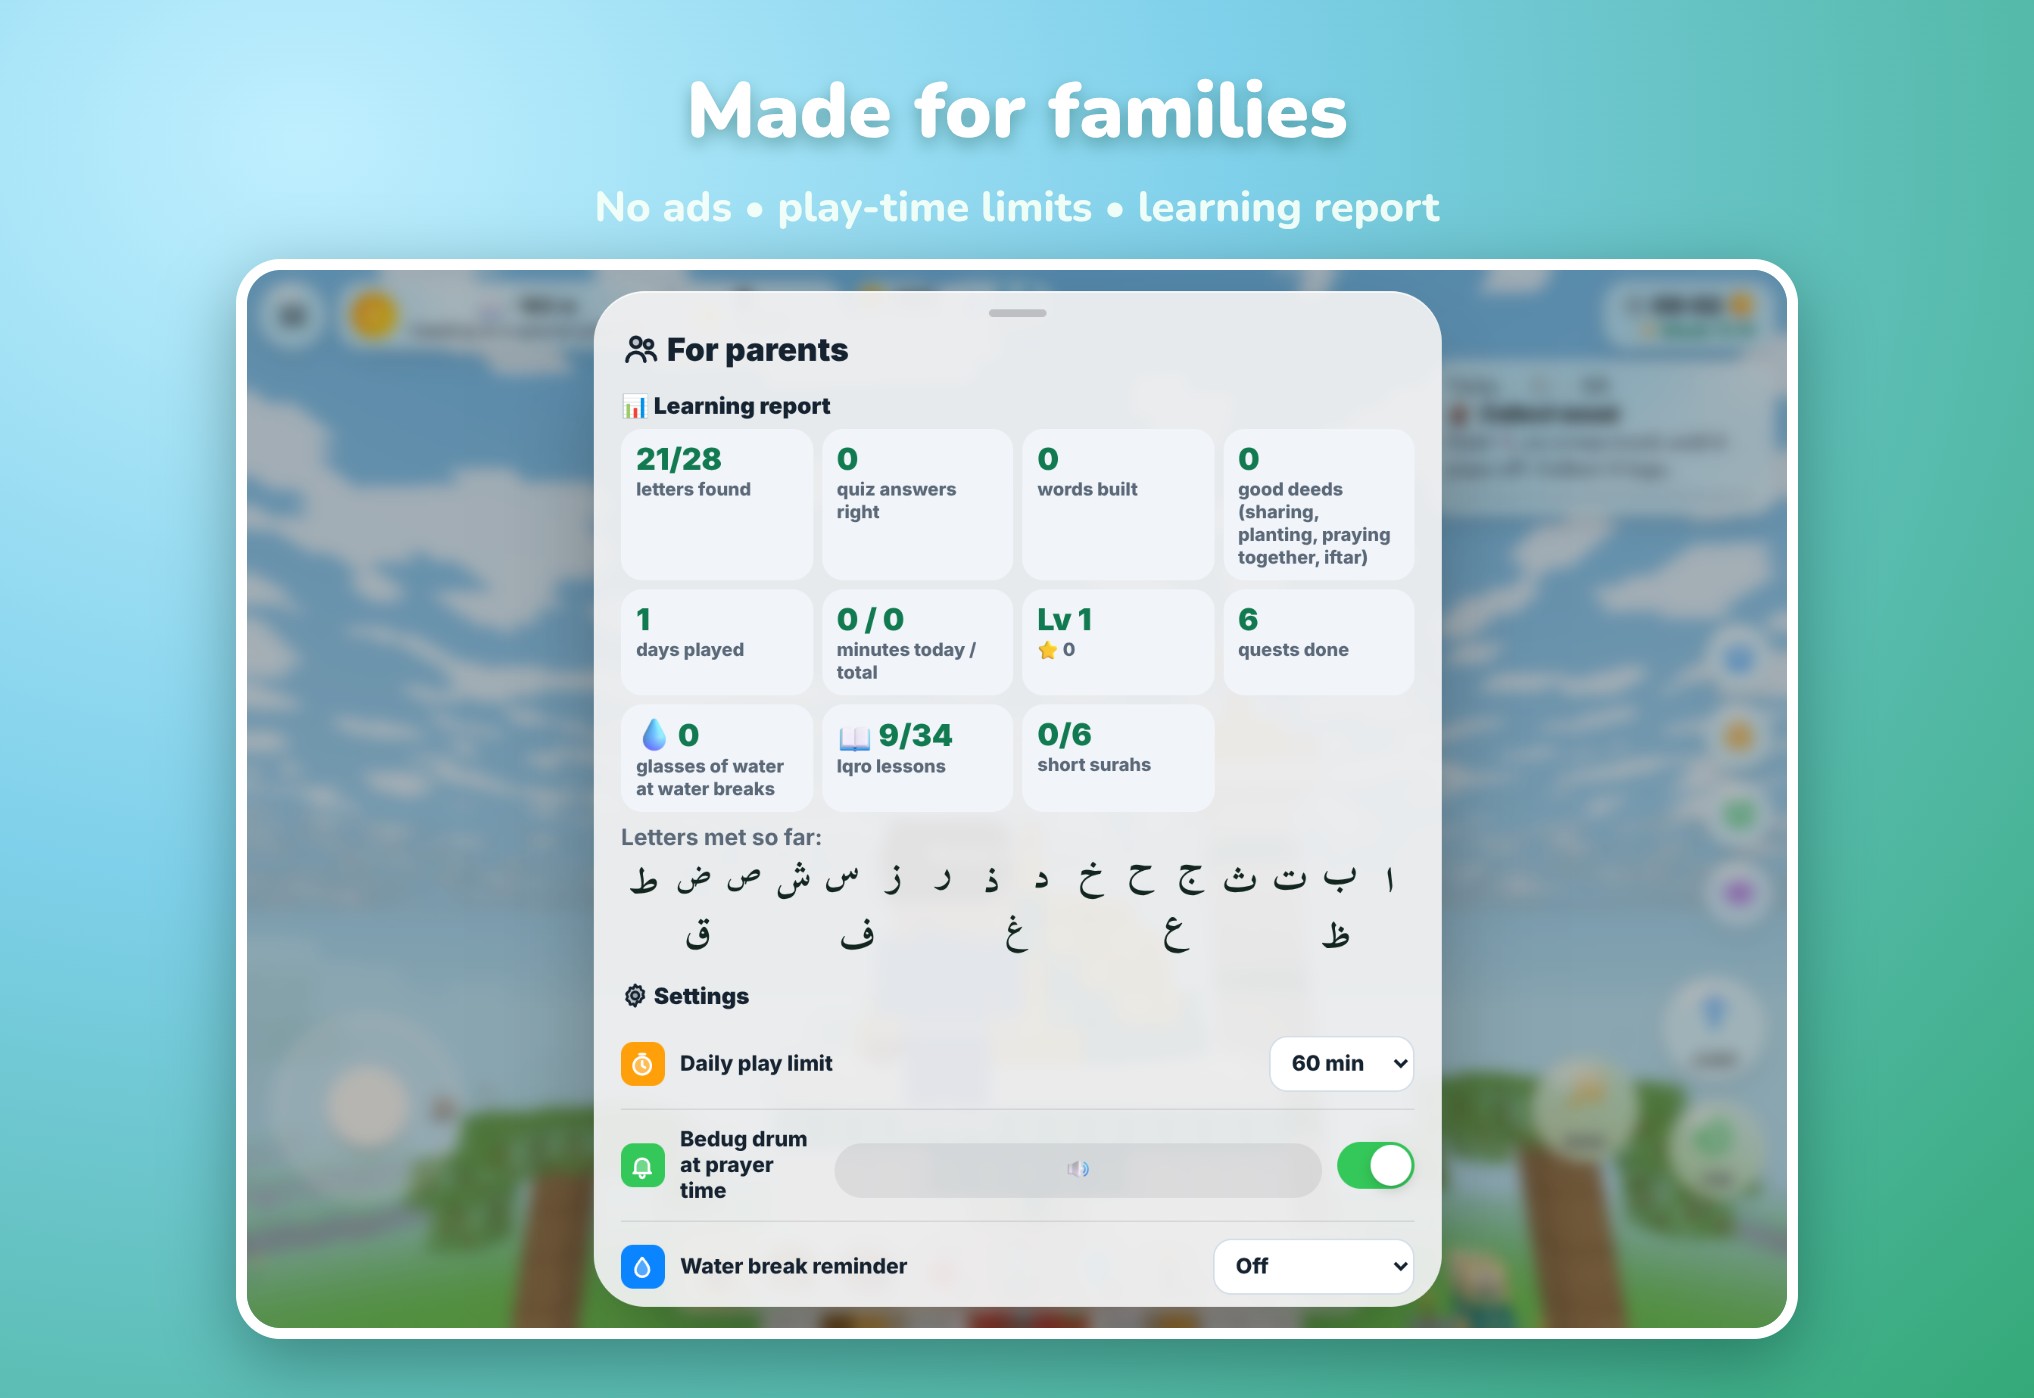 Made for families
No ads • play-time limits • learning report
For parents
📊 Learning report
21/28
letters found
0
quiz answers
right
0
words built
0
good deeds
(sharing,
planting, praying
together, iftar)
1
days played
0 / 0
minutes today /
total
Lv 1
⭐ 0
6
quests done
💧 0
glasses of water
at water breaks
📖 9/34
Iqro lessons
0/6
short surahs
Letters met so far:
ا ب ت ث ج ح خ د ذ ر ز س ش ص ض ط
ظ ع غ ف ق
Settings
Daily play limit
60 min
Bedug drum
at prayer
time
Water break reminder
Off